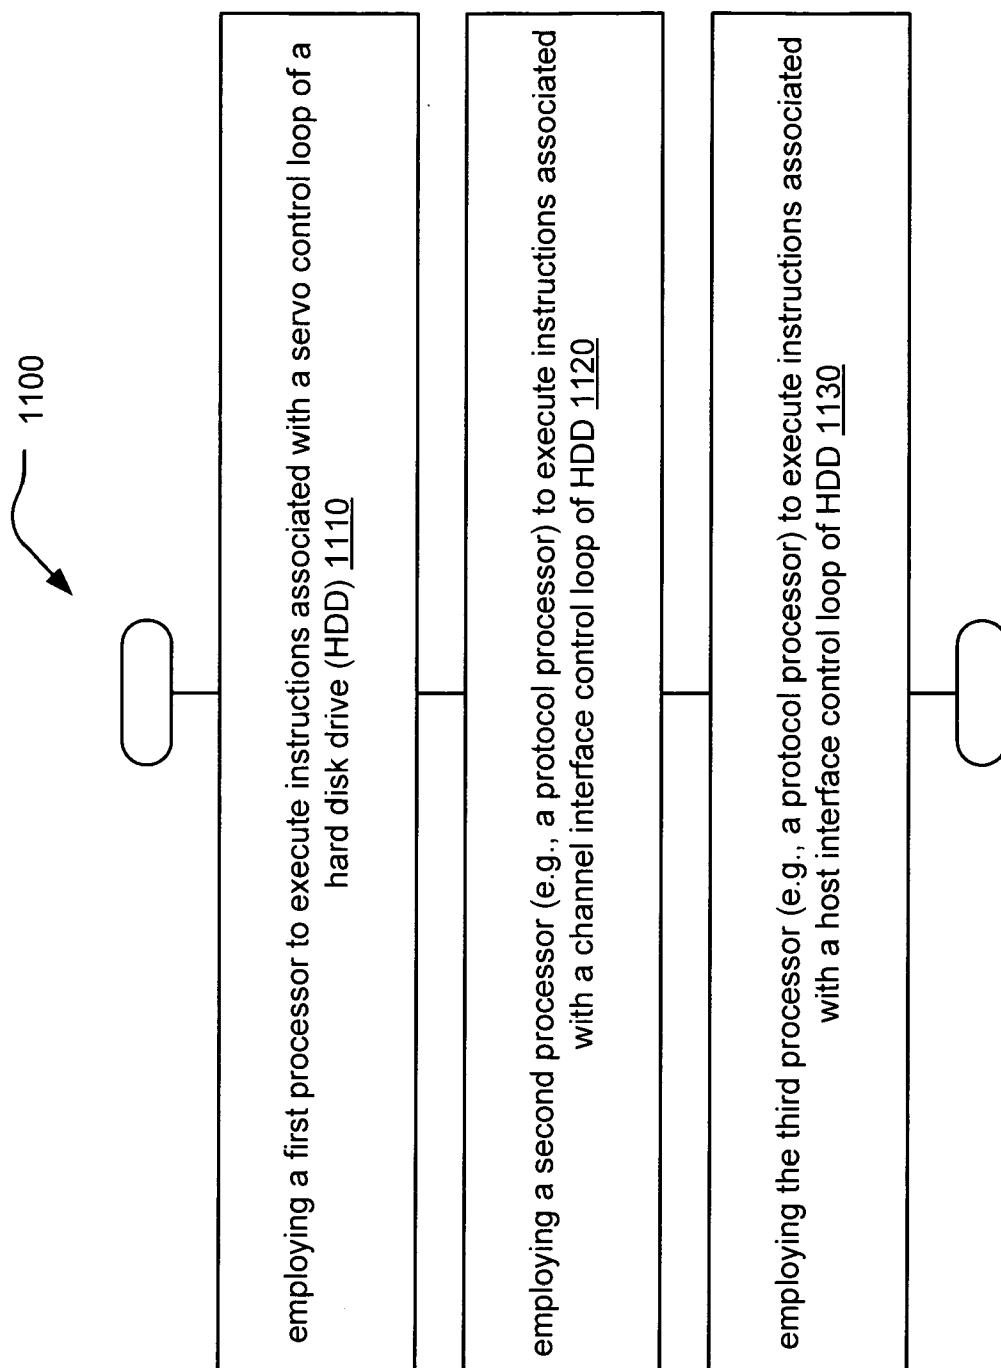 1100
employing a first processor to execute instructions associated with a servo control loop of a
hard disk drive (HDD) 1110
employing a second processor (e.g., a protocol processor) to execute instructions associated
with a channel interface control loop of HDD 1120
employing the third processor (e.g., a protocol processor) to execute instructions associated
with a host interface control loop of HDD 1130